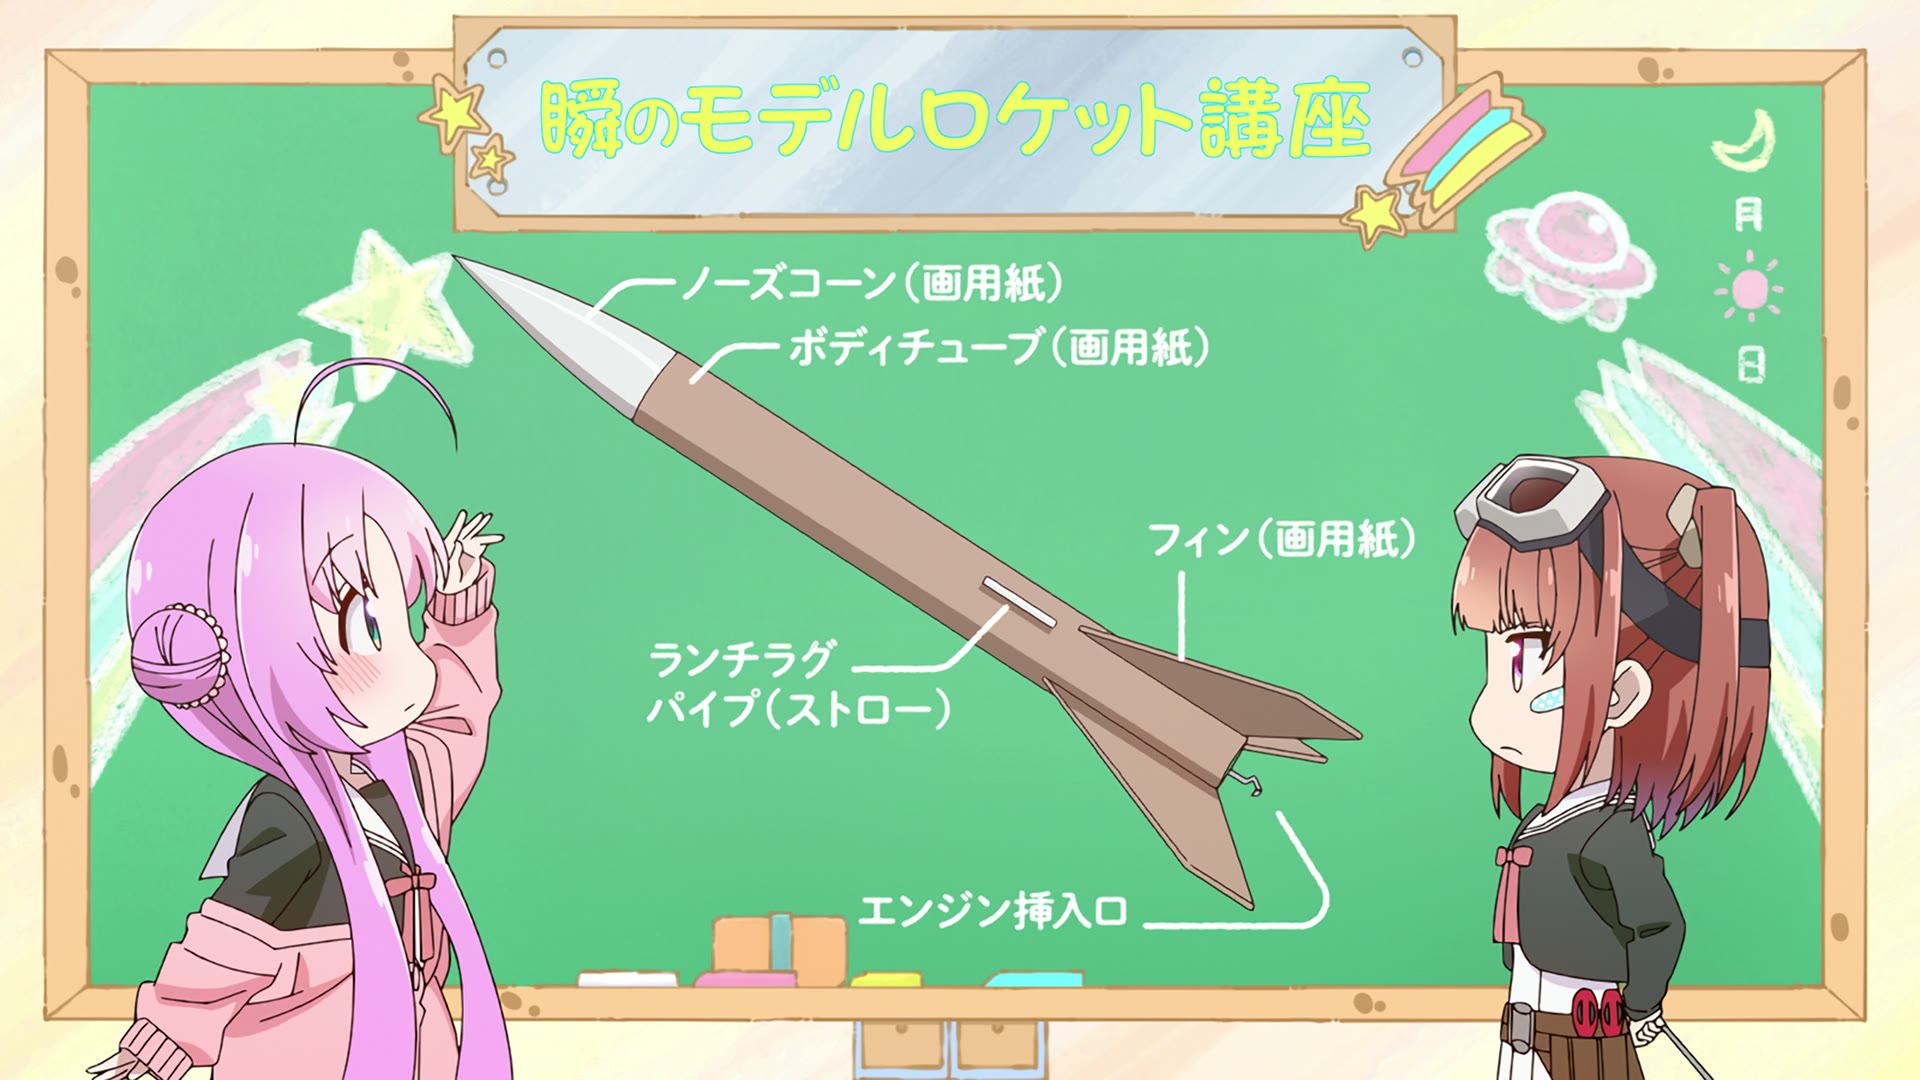 瞬のモデルロケット講座
月
日
ノーズコーン（画用紙）
ボディチューブ（画用紙）
フィン（画用紙）
ランチラグ
パイプ（ストロー）
エンジン挿入口